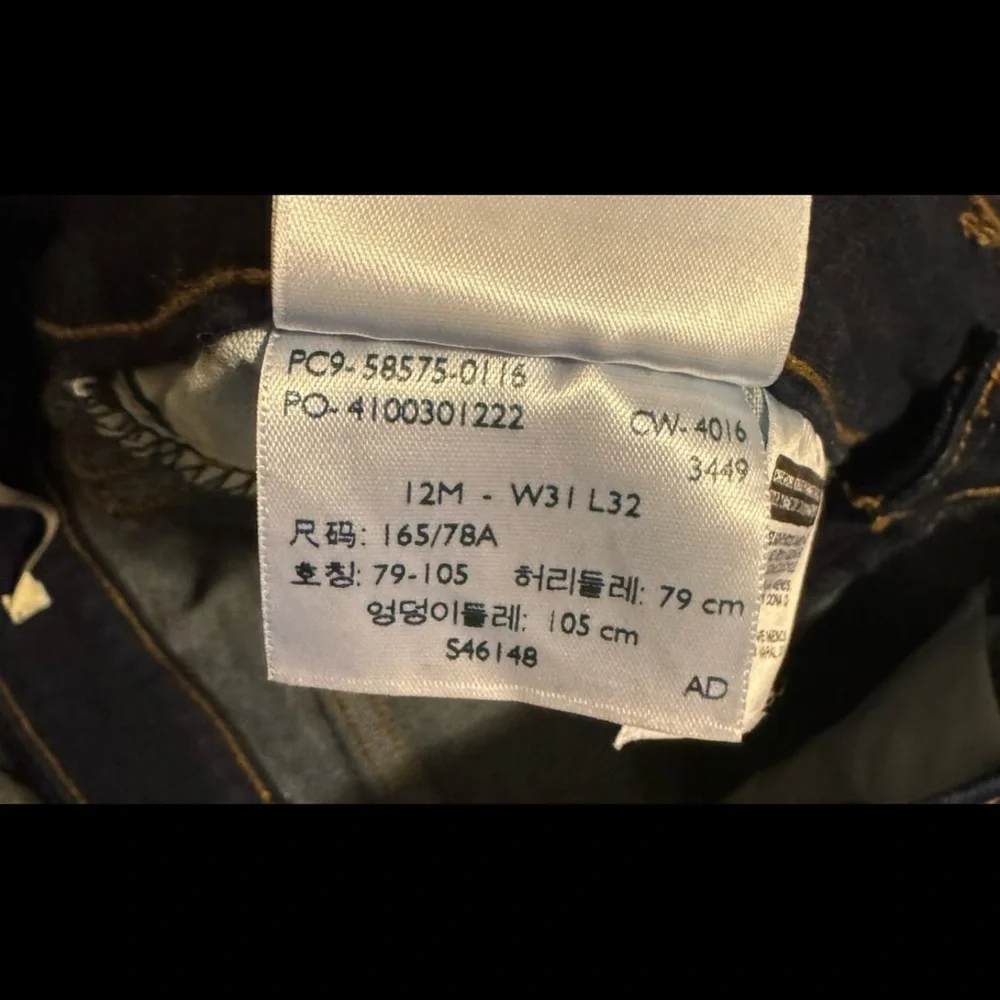 PC9-58575-0116
PO-4100301222 CW-4016
3449
12M - W31 L32
尺码: 165/78A
호칭: 79-105 허리둘레: 79 cm
엉덩이둘레: 105 cm
S46148
AD